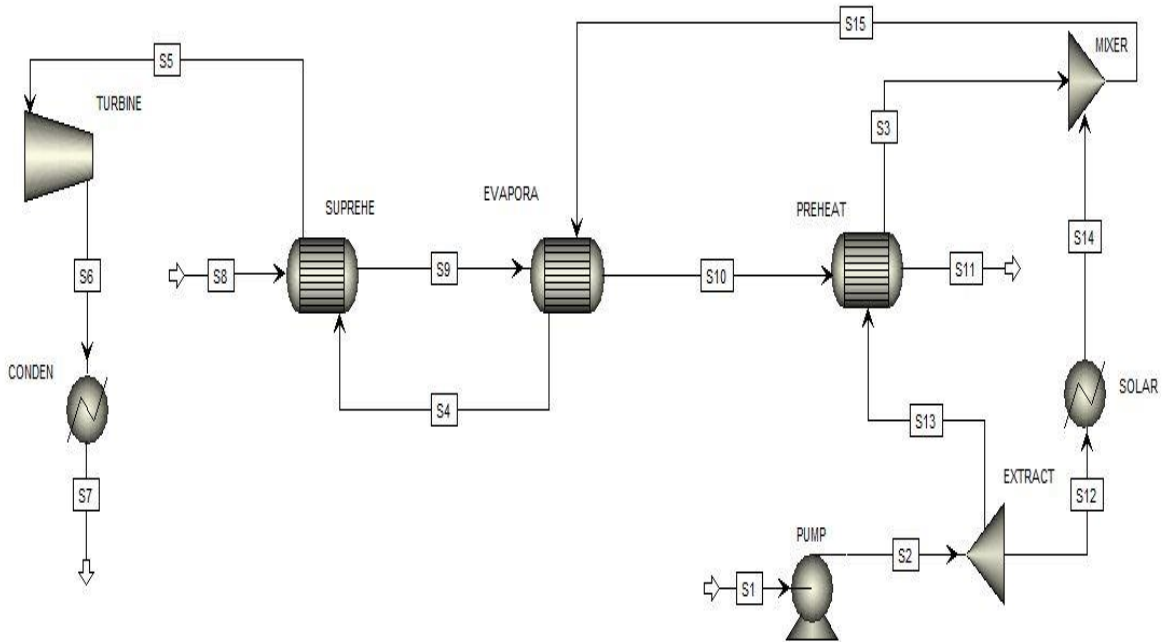 S15
MIXER
S5
TURBINE
S3
EVAPORA
SUPREHE
PREHEAT
S14
S6
S8
S9
S10
S11
CONDEN
SOLAR
S4
S13
EXTRACT
S7
S12
PUMP
S2
S1